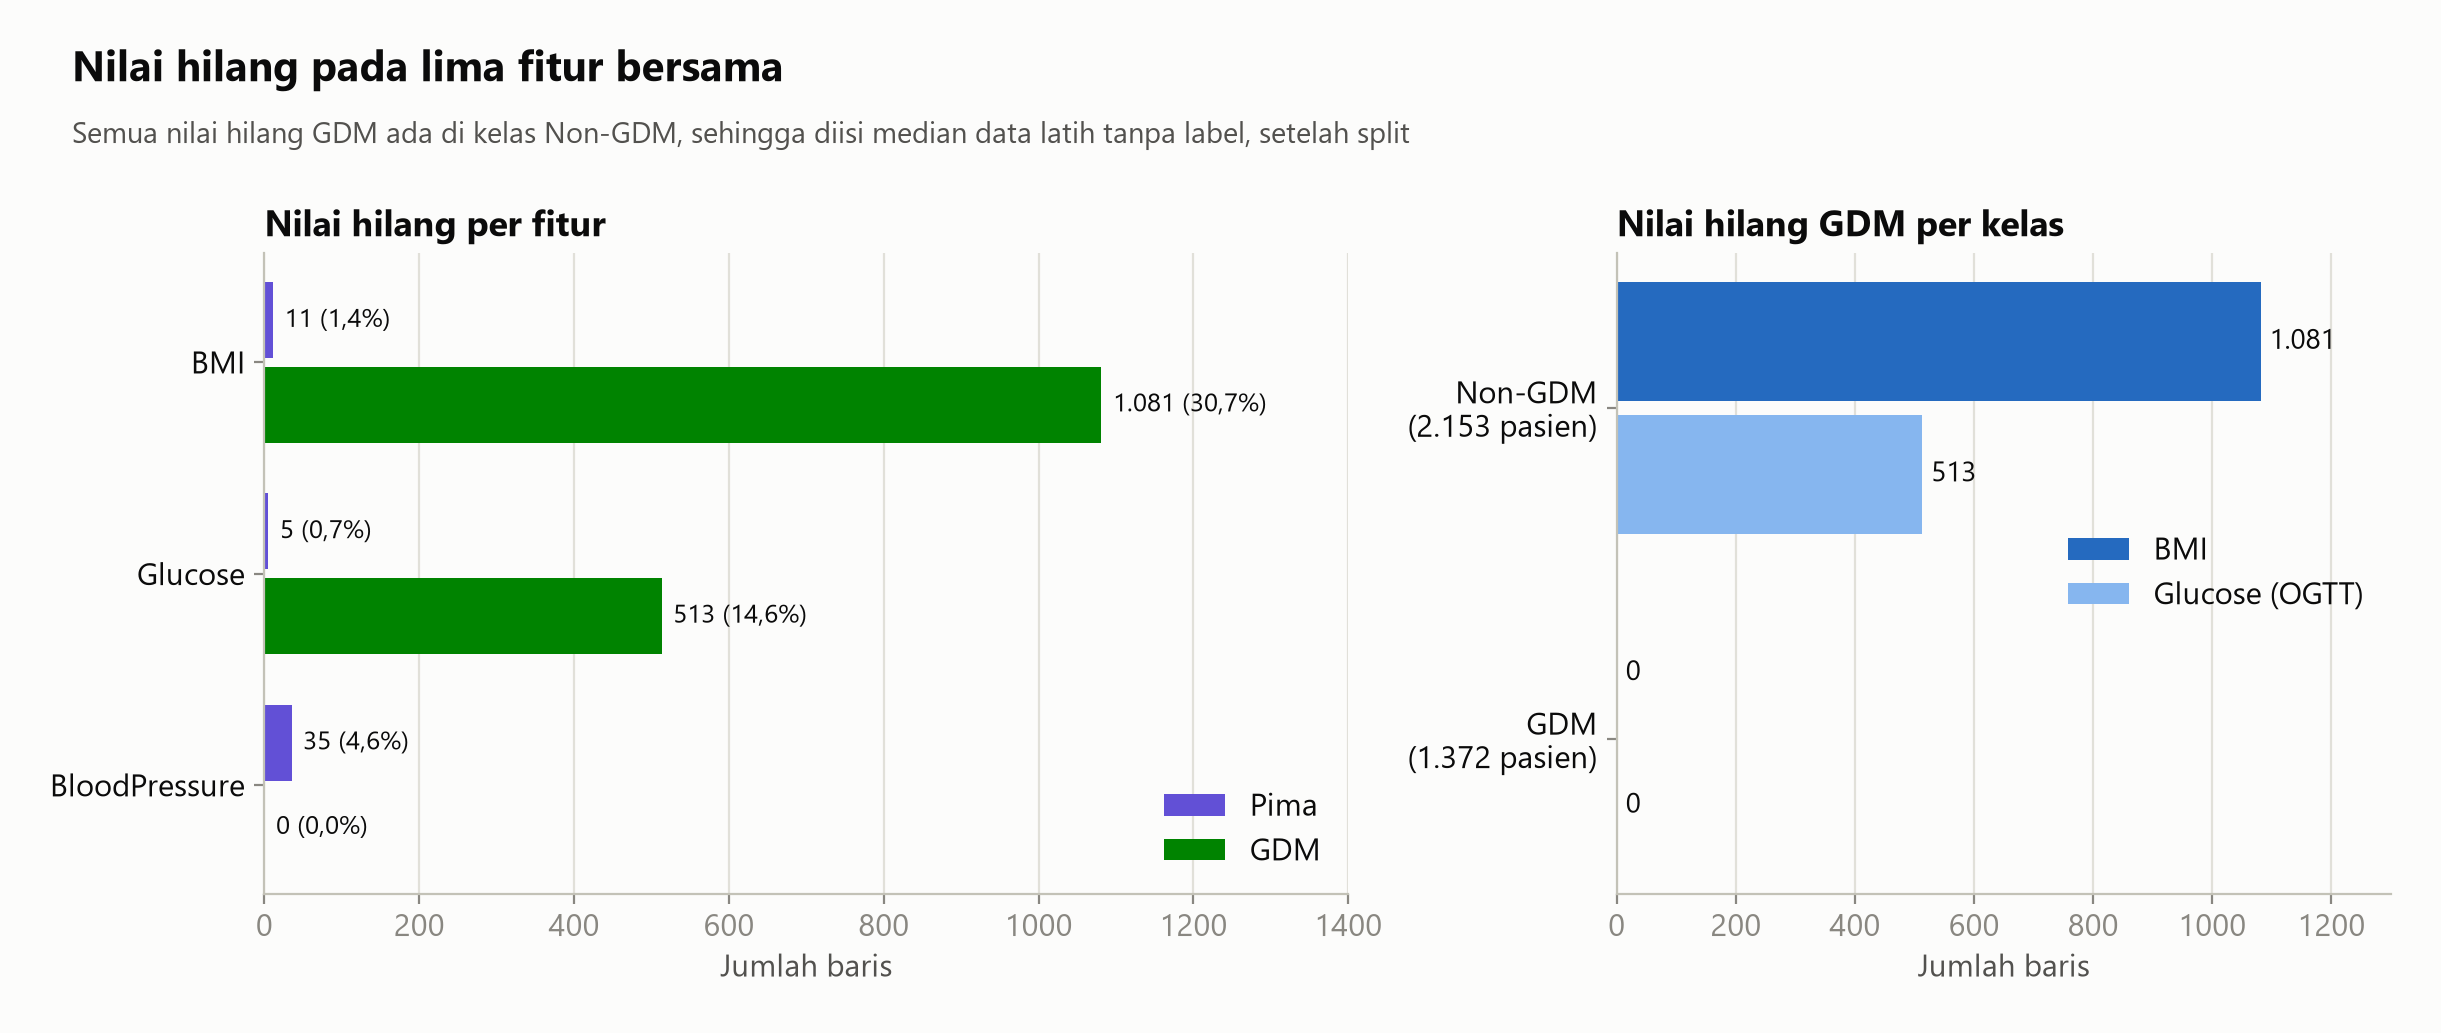 Nilai hilang pada lima fitur bersama
Semua nilai hilang GDM ada di kelas Non-GDM, sehingga diisi median data latih tanpa label, setelah split
Nilai hilang per fitur
BMI
11 (1,4%)
1.081 (30,7%)
Glucose
5 (0,7%)
513 (14,6%)
BloodPressure
35 (4,6%)
0 (0,0%)
Pima
GDM
0 200 400 600 800 1000 1200 1400
Jumlah baris
Nilai hilang GDM per kelas
Non-GDM
(2.153 pasien)
1.081
513
BMI
Glucose (OGTT)
GDM
(1.372 pasien)
0
0
0 200 400 600 800 1000 1200
Jumlah baris